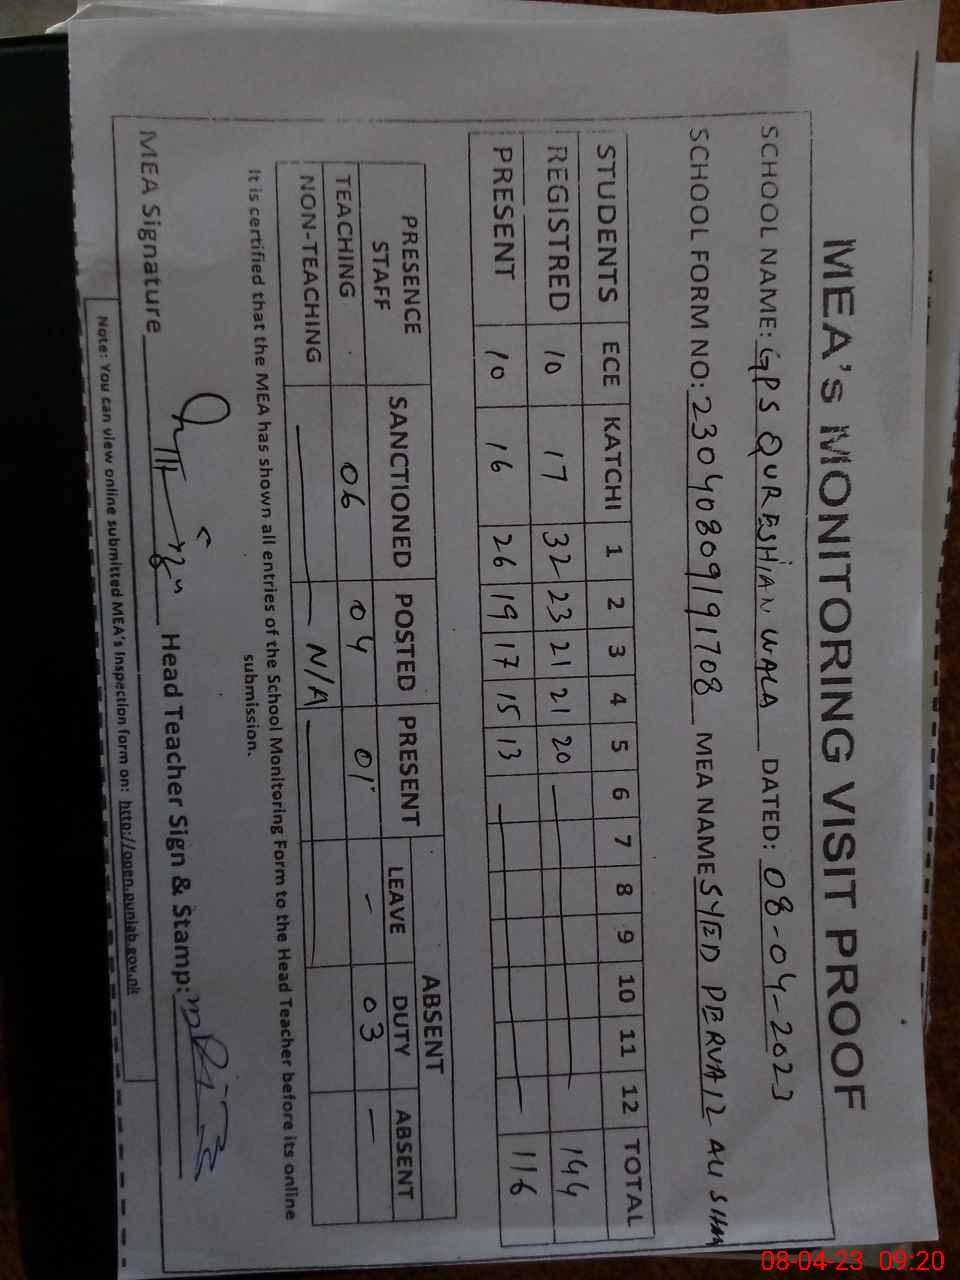 MEA's MONITORING VISIT PROOF
SCHOOL NAME: GPS QURESHIAN WALA DATED: 08-04-2023
SCHOOL FORM NO: 23040809191708 MEA NAME SYED PERVAIZ ALI SHAH
STUDENTS ECE KATCHI 1 2 3 4 5 6 7 8 9 10 11 12 TOTAL
REGISTRED 10 17 32 23 21 21 20 144
PRESENT 10 16 26 19 17 15 13 116
PRESENCE STAFF SANCTIONED POSTED PRESENT ABSENT
LEAVE DUTY ABSENT
TEACHING 06 04 01 - 03 -
NON-TEACHING N/A
It is certified that the MEA has shown all entries of the School Monitoring Form to the Head Teacher before its online
submission.
MEA Signature Head Teacher Sign & Stamp:
Note: You can view online submitted MEA's Inspection form on: http://open.punjab.gov.pk
08-04-23 09:20